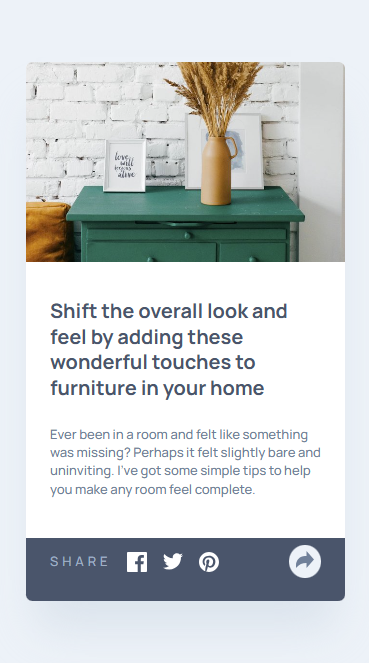 love
will
begins
alive
Shift the overall look and
feel by adding these
wonderful touches to
furniture in your home
Ever been in a room and felt like something
was missing? Perhaps it felt slightly bare and
uninviting. I've got some simple tips to help
you make any room feel complete.
SHARE